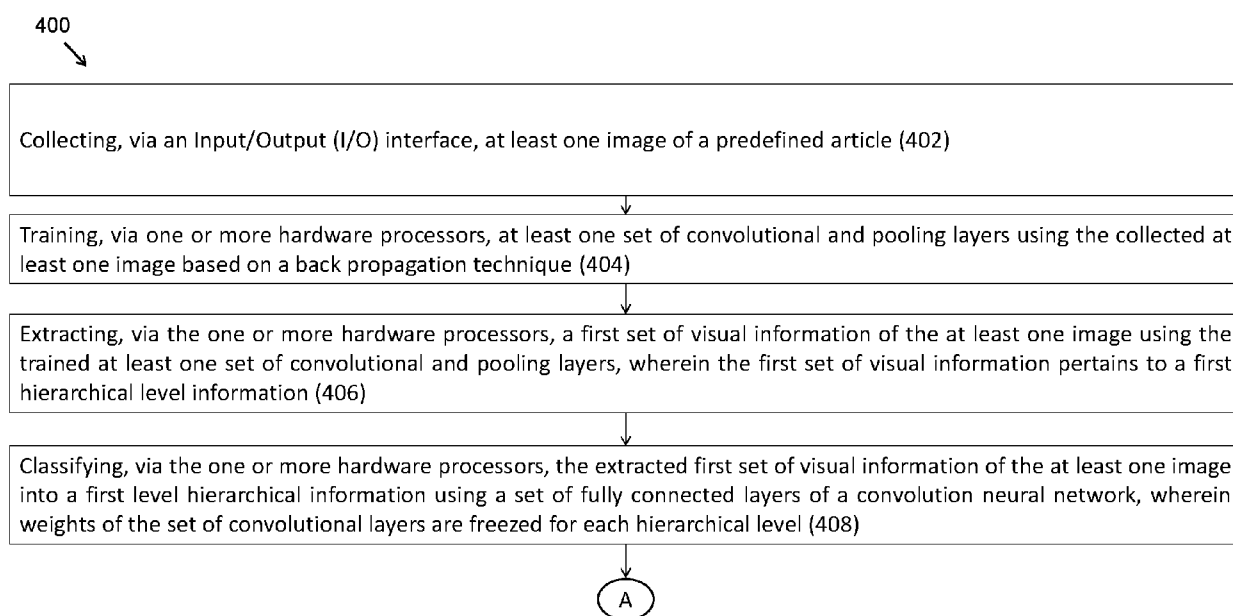 400
Collecting, via an Input/Output (I/O) interface, at least one image of a predefined article (402)
Training, via one or more hardware processors, at least one set of convolutional and pooling layers using the collected at
least one image based on a back propagation technique (404)
Extracting, via the one or more hardware processors, a first set of visual information of the at least one image using the
trained at least one set of convolutional and pooling layers, wherein the first set of visual information pertains to a first
hierarchical level information (406)
Classifying, via the one or more hardware processors, the extracted first set of visual information of the at least one image
into a first level hierarchical information using a set of fully connected layers of a convolution neural network, wherein
weights of the set of convolutional layers are freezed for each hierarchical level (408)
A